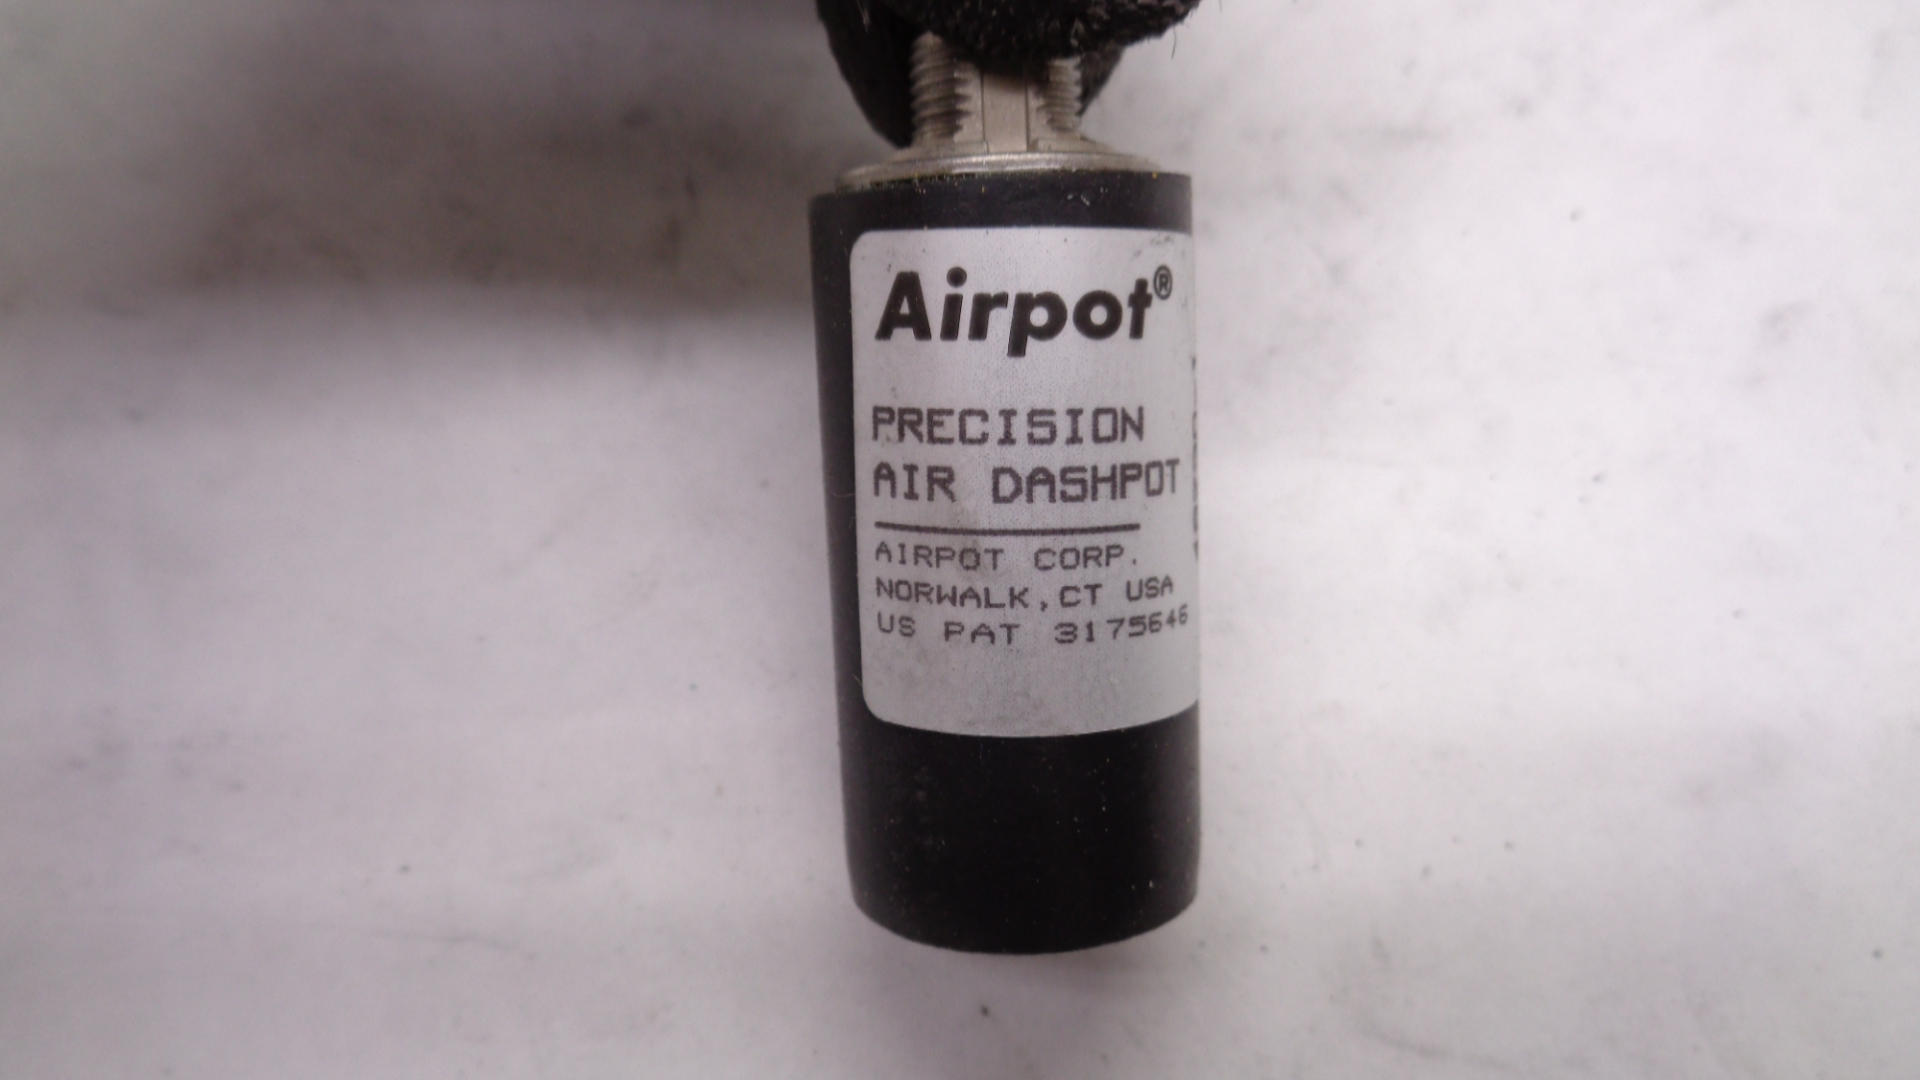 Airpot®
PRECISION
AIR DASHPOT
AIRPOT CORP.
NORWALK, CT USA
US PAT 3175646